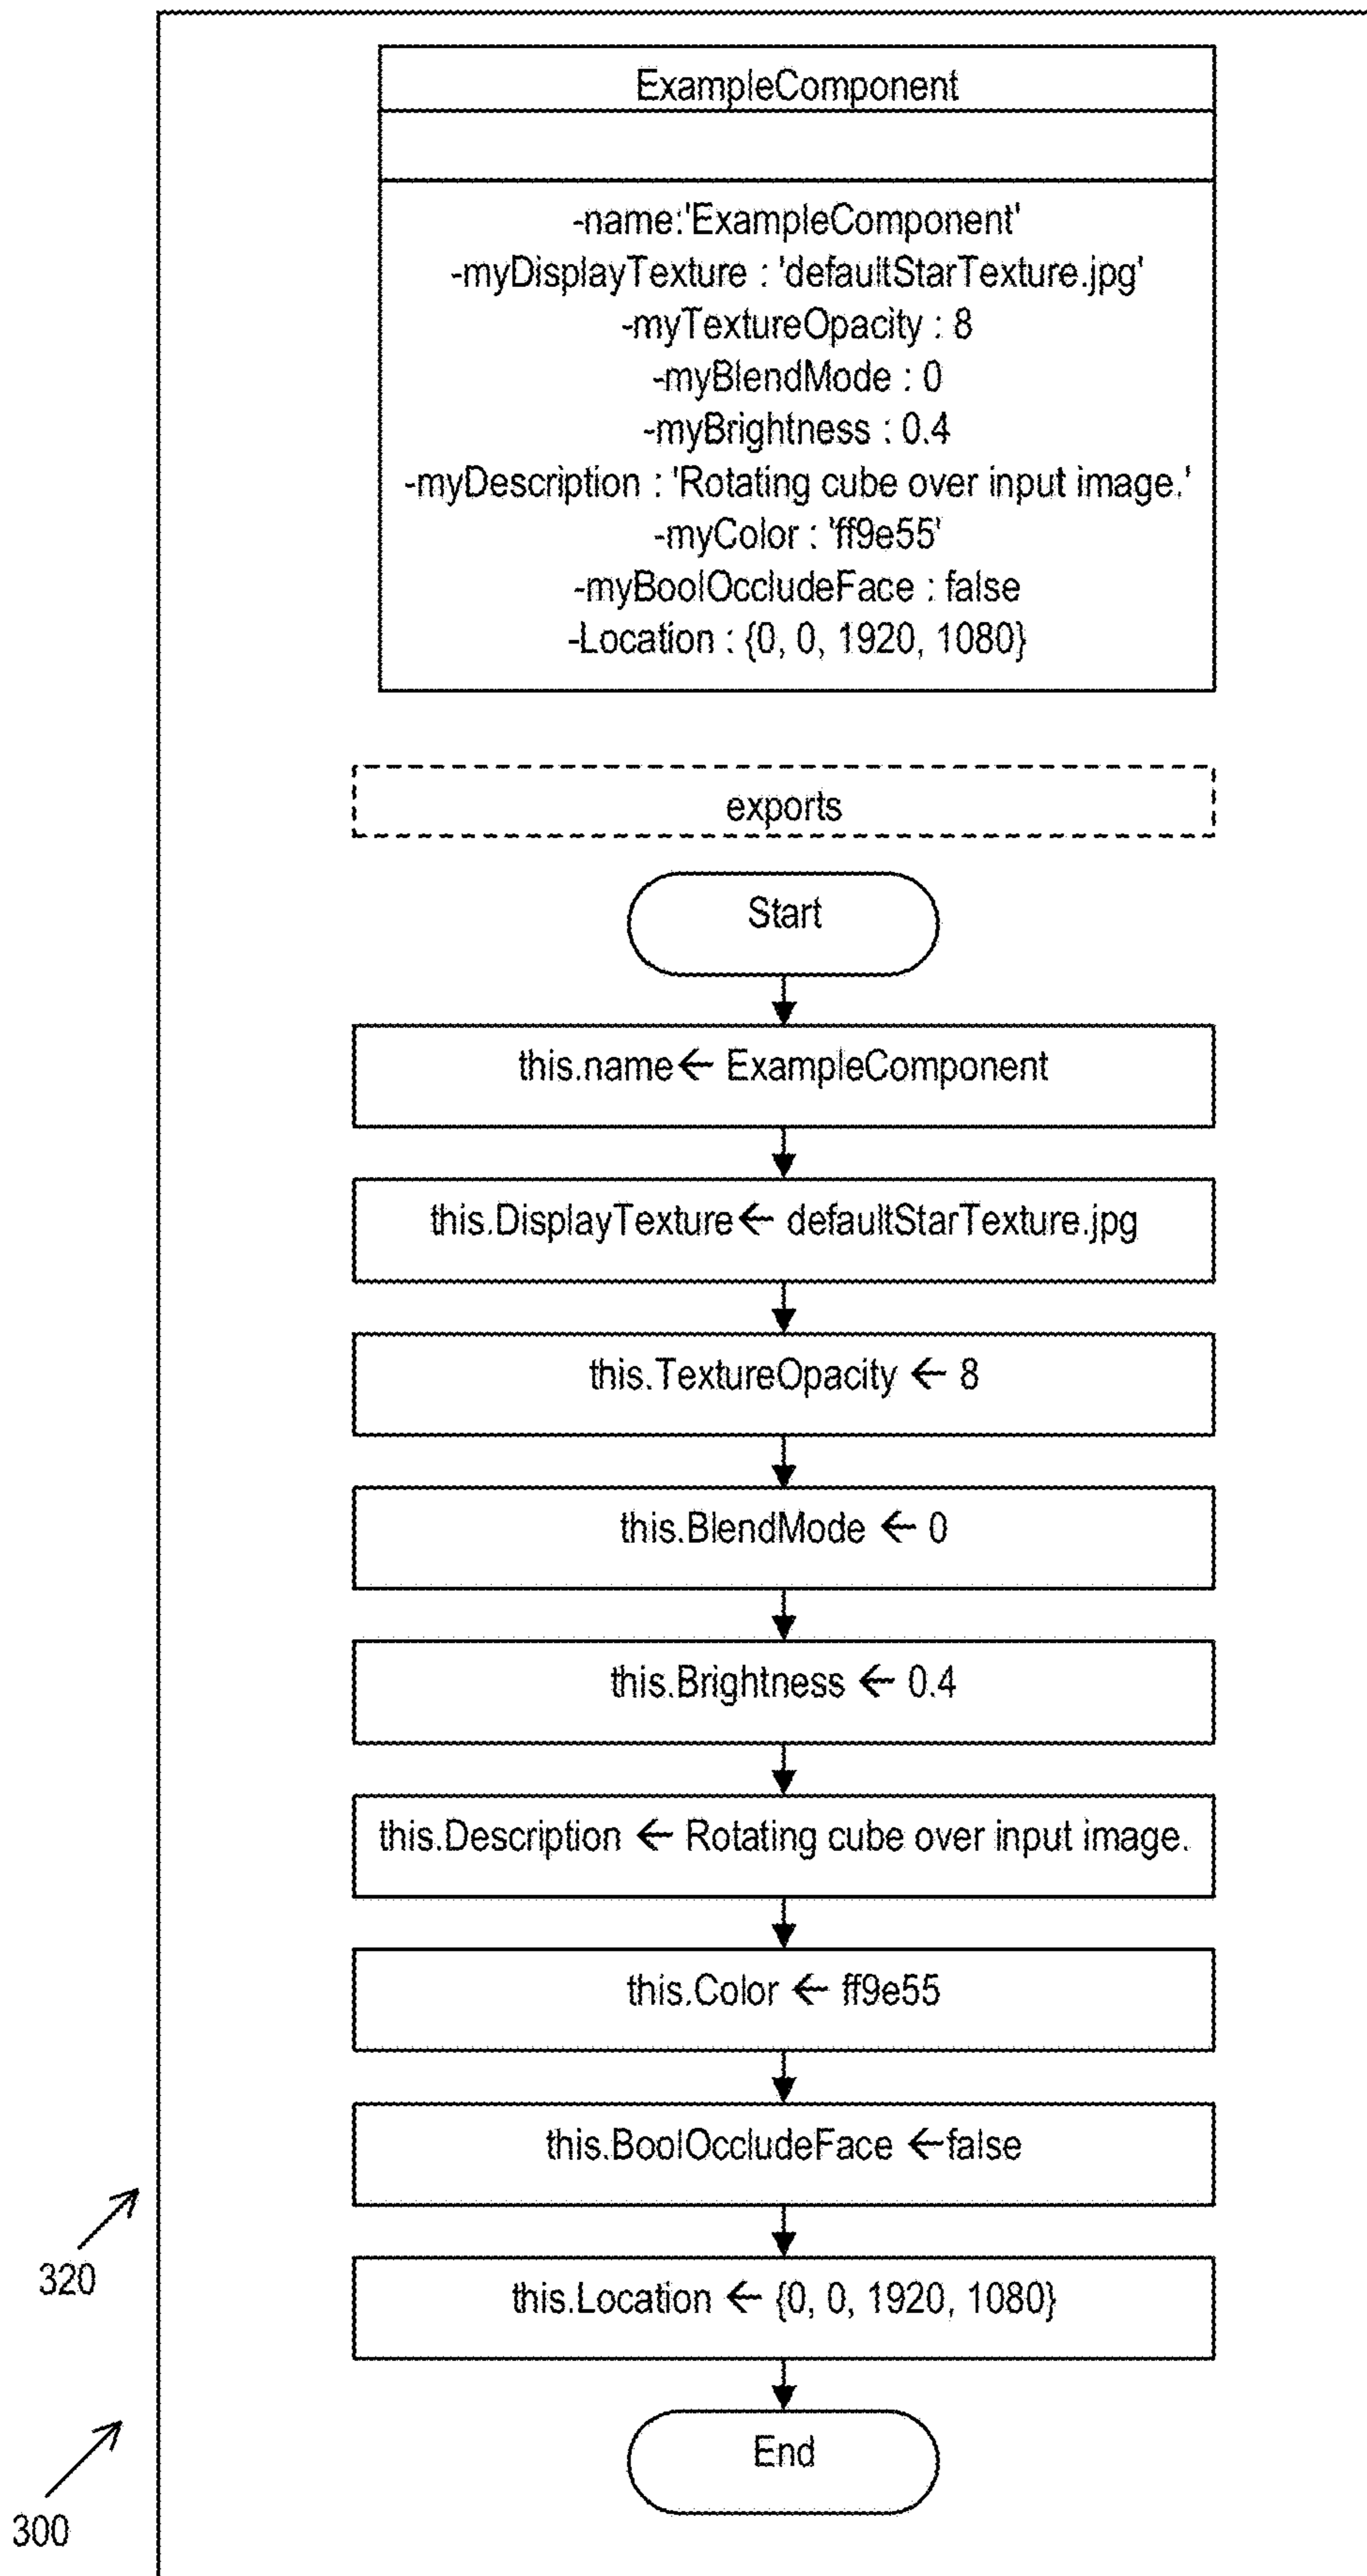 ExampleComponent
-name:'ExampleComponent'
-myDisplayTexture : 'defaultStarTexture.jpg'
-myTextureOpacity : 8
-myBlendMode : 0
-myBrightness : 0.4
-myDescription : 'Rotating cube over input image.'
-myColor : 'ff9e55'
-myBoolOccludeFace : false
-Location : {0, 0, 1920, 1080}
exports
Start
this.name← ExampleComponent
this.DisplayTexture← defaultStarTexture.jpg
this.TextureOpacity ← 8
this.BlendMode ← 0
this.Brightness ← 0.4
this.Description ← Rotating cube over input image.
this.Color ← ff9e55
this.BoolOccludeFace ←false
320
this.Location ← {0, 0, 1920, 1080}
End
300